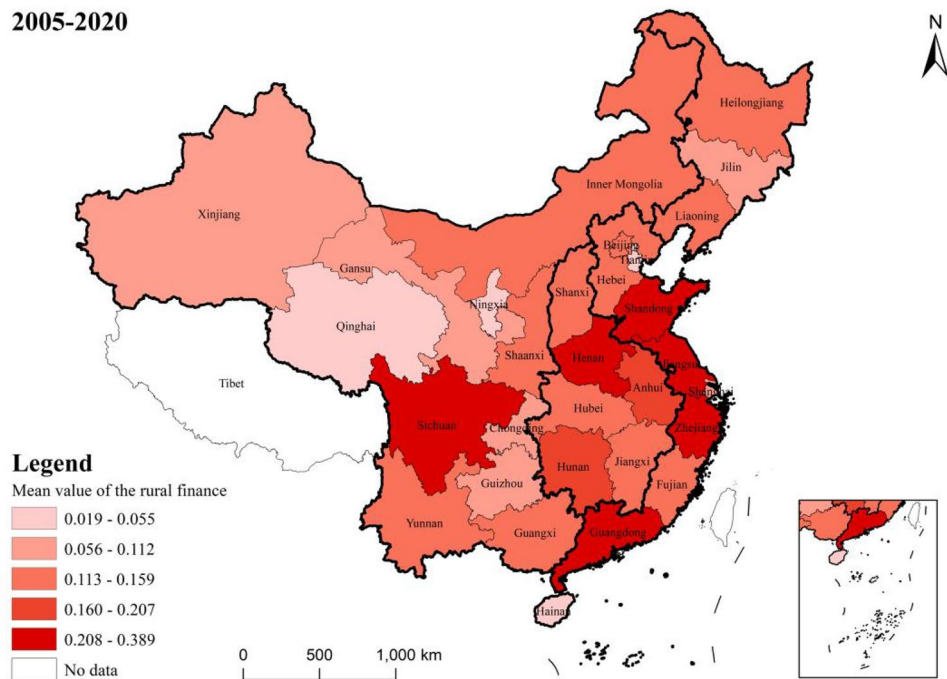 2005-2020
N
Heilongjiang
Jilin
Inner Mongolia
Liaoning
Xinjiang
Beijing
Gansu
Hebei
Shanxi
Ningxia
Shandong
Qinghai
Shaanxi
Henan
Tibet
Anhui
Hubei
Sichuan
Chongqing
Zhejiang
Hunan
Jiangxi
Guizhou
Fujian
Yunnan
Guangxi
Guangdong
Hainan
Legend
Mean value of the rural finance
0.019 - 0.055
0.056 - 0.112
0.113 - 0.159
0.160 - 0.207
0.208 - 0.389
No data
0 500 1,000 km